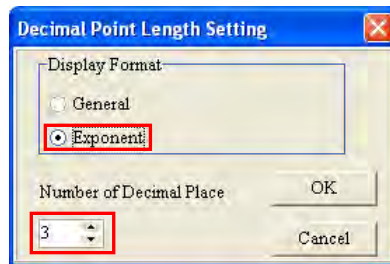 Decimal Point Length Setting
Display Format
General
Exponent
Number of Decimal Place
OK
3
Cancel